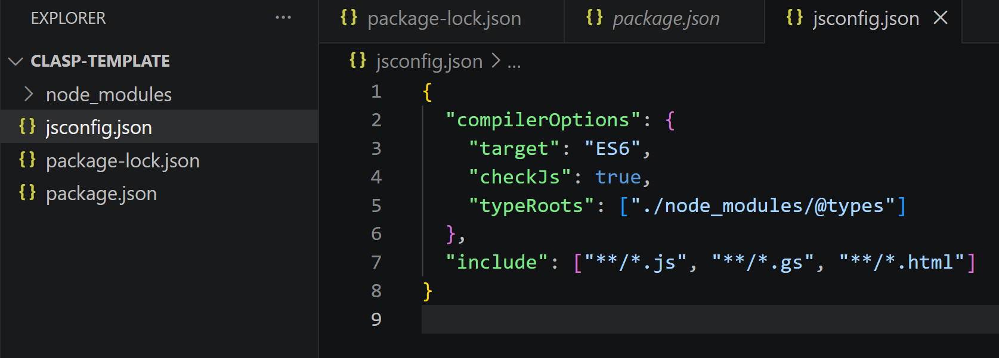 EXPLORER ...
CLASP-TEMPLATE
node_modules
jsconfig.json
package-lock.json
package.json
{} package-lock.json {} package.json {} jsconfig.json ×
{} jsconfig.json > ...
1 {
2 "compilerOptions": {
3 "target": "ES6",
4 "checkJs": true,
5 "typeRoots": ["./node_modules/@types"]
6 },
7 "include": ["**/*.js", "**/*.gs", "**/*.html"]
8 }
9